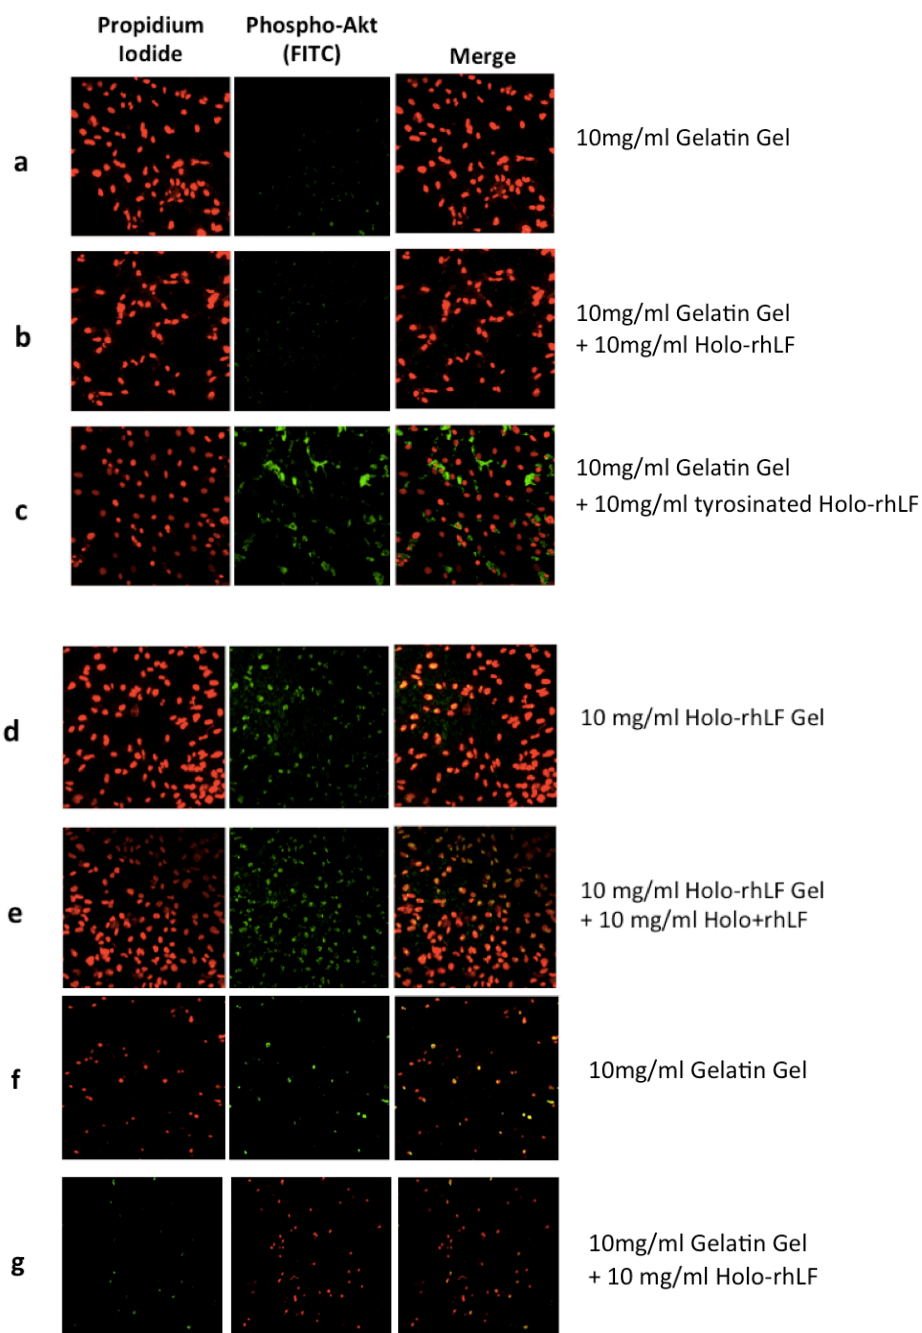 Propidium
Iodide
Phospho-Akt
(FITC)
Merge
a
10mg/ml Gelatin Gel
b
10mg/ml Gelatin Gel
+ 10mg/ml Holo-rhLF
c
10mg/ml Gelatin Gel
+ 10mg/ml tyrosinated Holo-rhLF
d
10 mg/ml Holo-rhLF Gel
e
10 mg/ml Holo-rhLF Gel
+ 10 mg/ml Holo+rhLF
f
10mg/ml Gelatin Gel
g
10mg/ml Gelatin Gel
+ 10 mg/ml Holo-rhLF